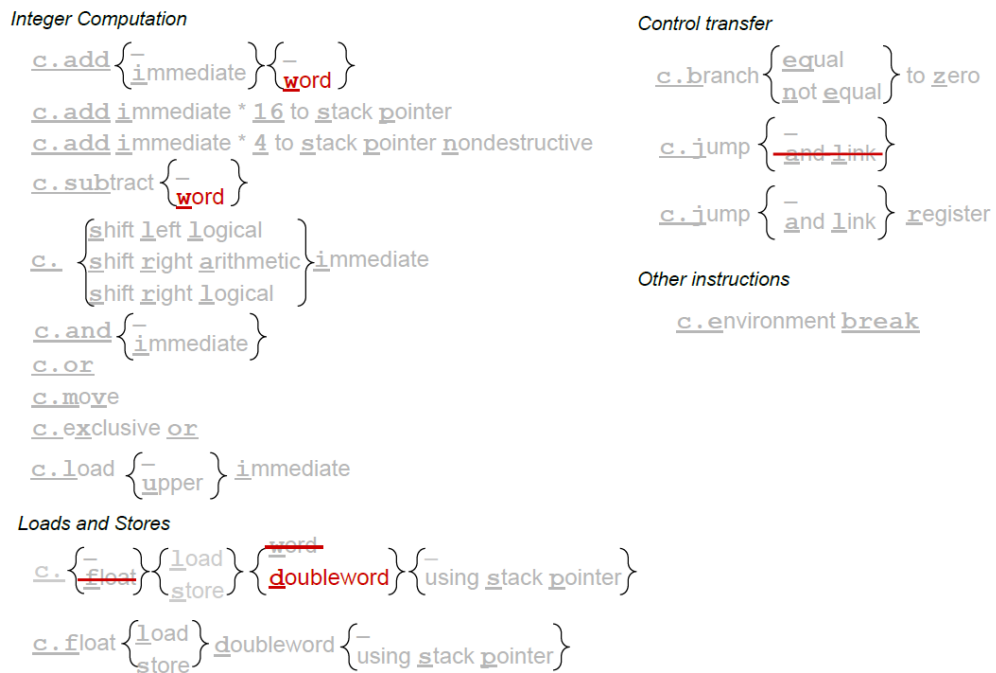 Integer Computation
c.add { _ immediate } { _ word }
c.add immediate * 16 to stack pointer
c.add immediate * 4 to stack pointer nondestructive
c.subtract { _ word }
shift left logical
c. { shift right arithmetic } immediate
shift right logical
c.and { _ immediate }
c.or
c.move
c.exclusive or
c.load { _ upper } immediate
Loads and Stores
c. { _ float } { load store } { word doubleword } { _ using stack pointer }
c.float { load store } doubleword { _ using stack pointer }
Control transfer
c.branch { equal not equal } to zero
c.jump { _ and link }
c.jump { _ and link } register
Other instructions
c.environment break